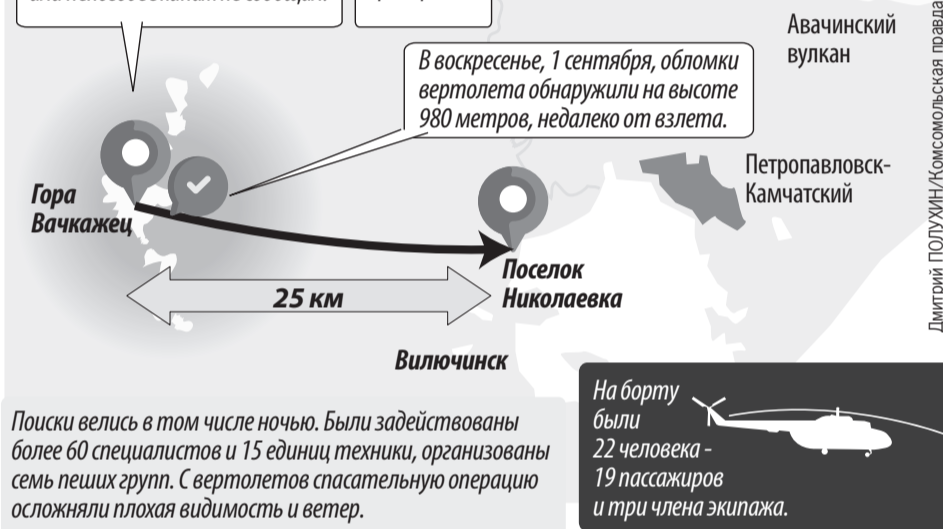 Авачинский
вулкан
В воскресенье, 1 сентября, обломки
вертолета обнаружили на высоте
980 метров, недалеко от взлета.
Петропавловск-
Камчатский
Гора
Вачкажец
Поселок
Николаевка
25 км
Вилючинск
Поиски велись в том числе ночью. Были задействованы
более 60 специалистов и 15 единиц техники, организованы
семь пеших групп. С вертолетов спасательную операцию
осложняли плохая видимость и ветер.
На борту
были
22 человека -
19 пассажиров
и три члена экипажа.
Дмитрий ПОЛУХИН/Комсомольская правда